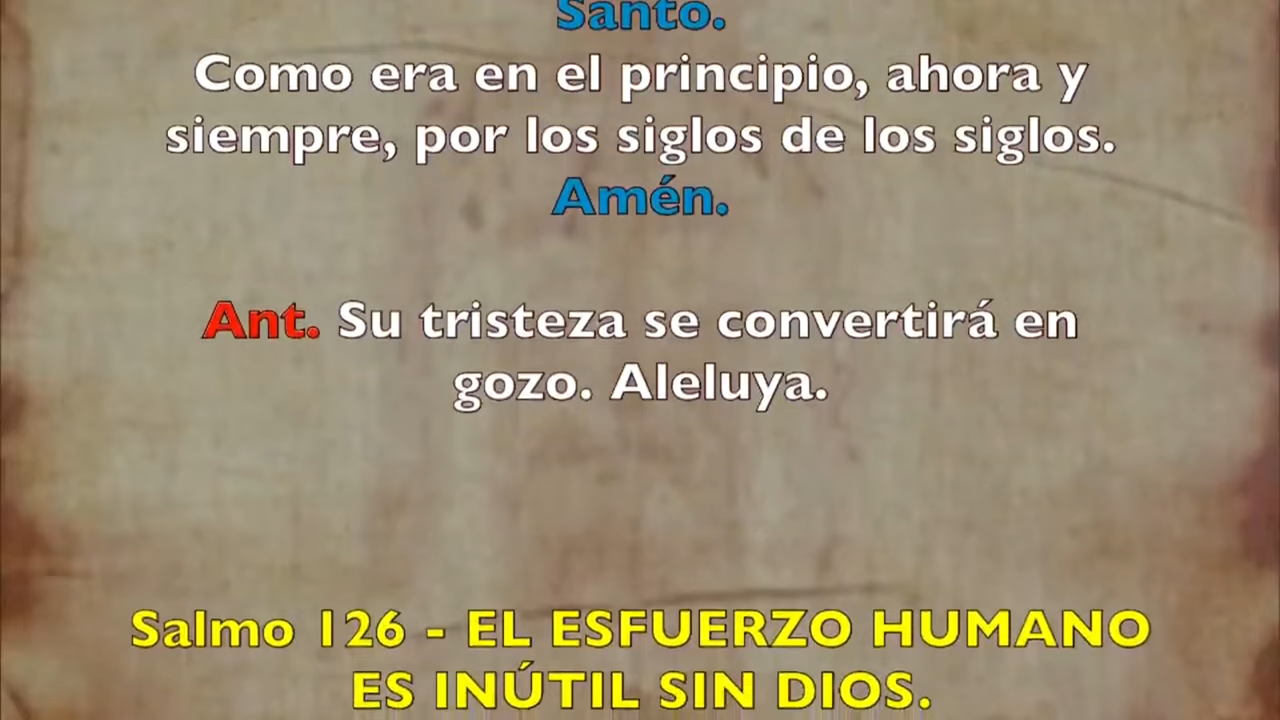 Santo.
Como era en el principio, ahora y
siempre, por los siglos de los siglos.
Amén.
Ant. Su tristeza se convertirá en
gozo. Aleluya.
Salmo 126 - EL ESFUERZO HUMANO
ES INÚTIL SIN DIOS.